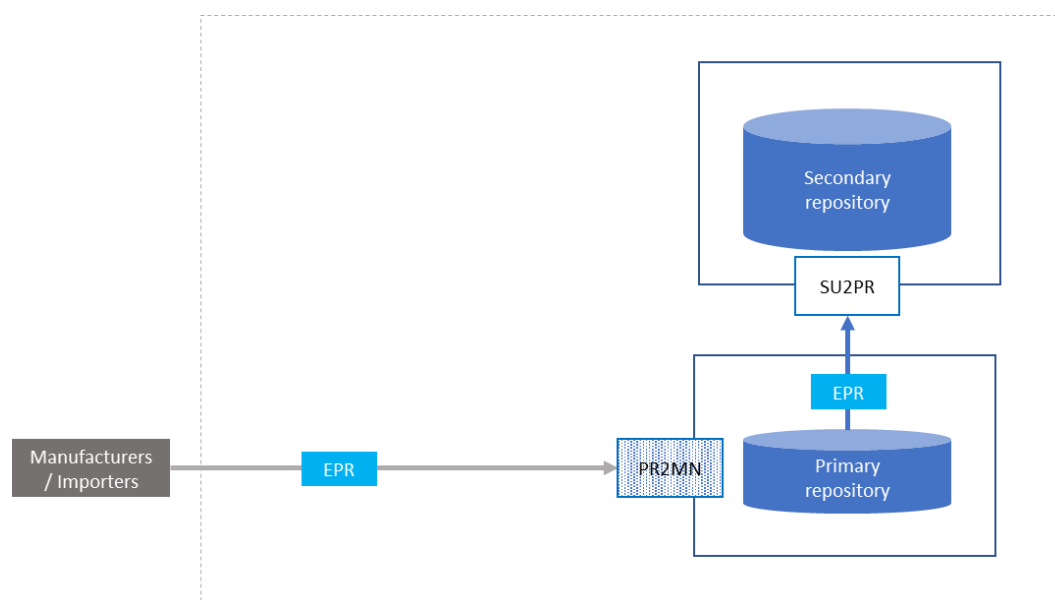 Secondary
repository
SU2PR
EPR
Manufacturers
/ Importers
EPR
PR2MN
Primary
repository